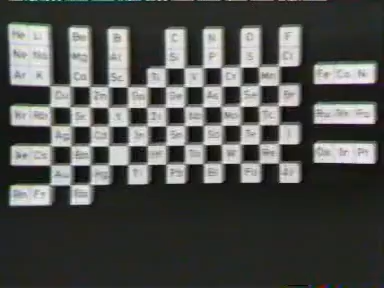 He Li Be B C N O F
Ne Na Mg Al Si P S Cl
Ar K Ca Sc Ti V Cr Mn Fe Co Ni
Cu Zn Ga Ge As Se Br
Kr Rb Sr Y Zr Nb Mo Tc Ru Rh Pd
Ag Cd In Sn Sb Te I
Xe Cs Ba Hf Ta W Re Os Ir Pt
Au Hg Tl Pb Bi Po At
Rn Fr Ra